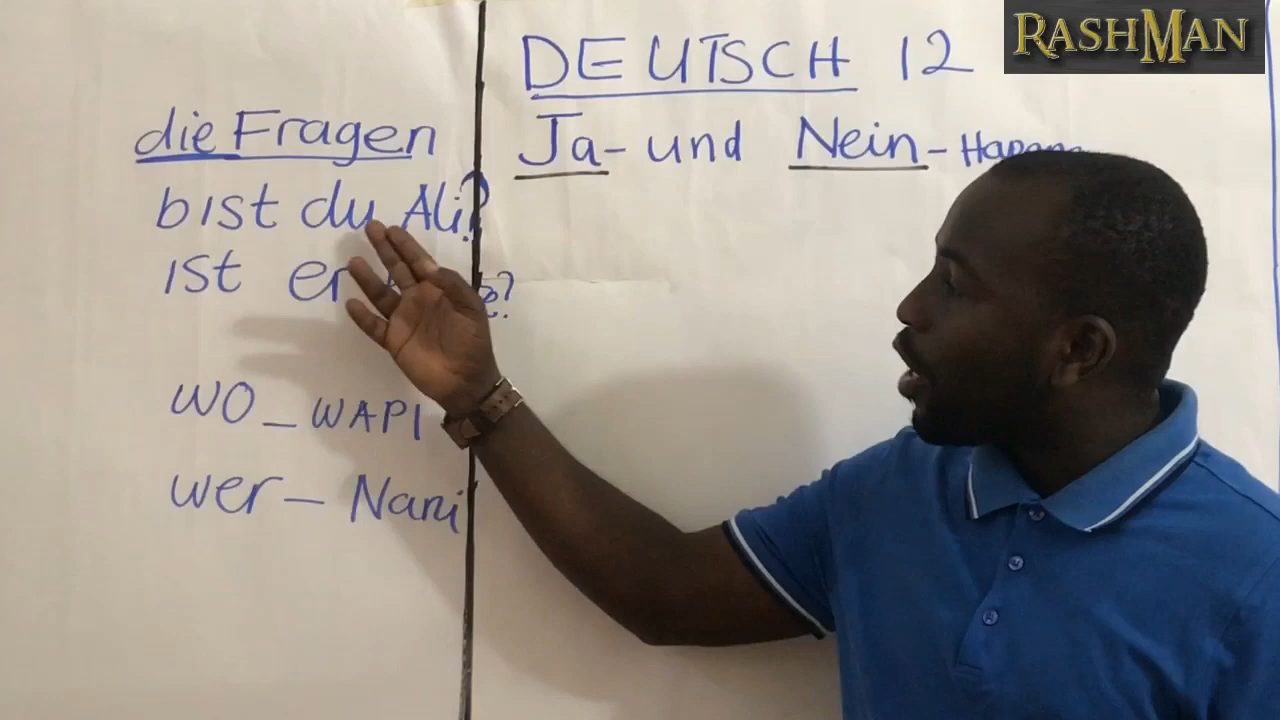 RASHMAN
DEUTSCH 12
die Fragen
Ja - und Nein -
bist du Ali?
ist er
wo - WAPI
wer - Nani